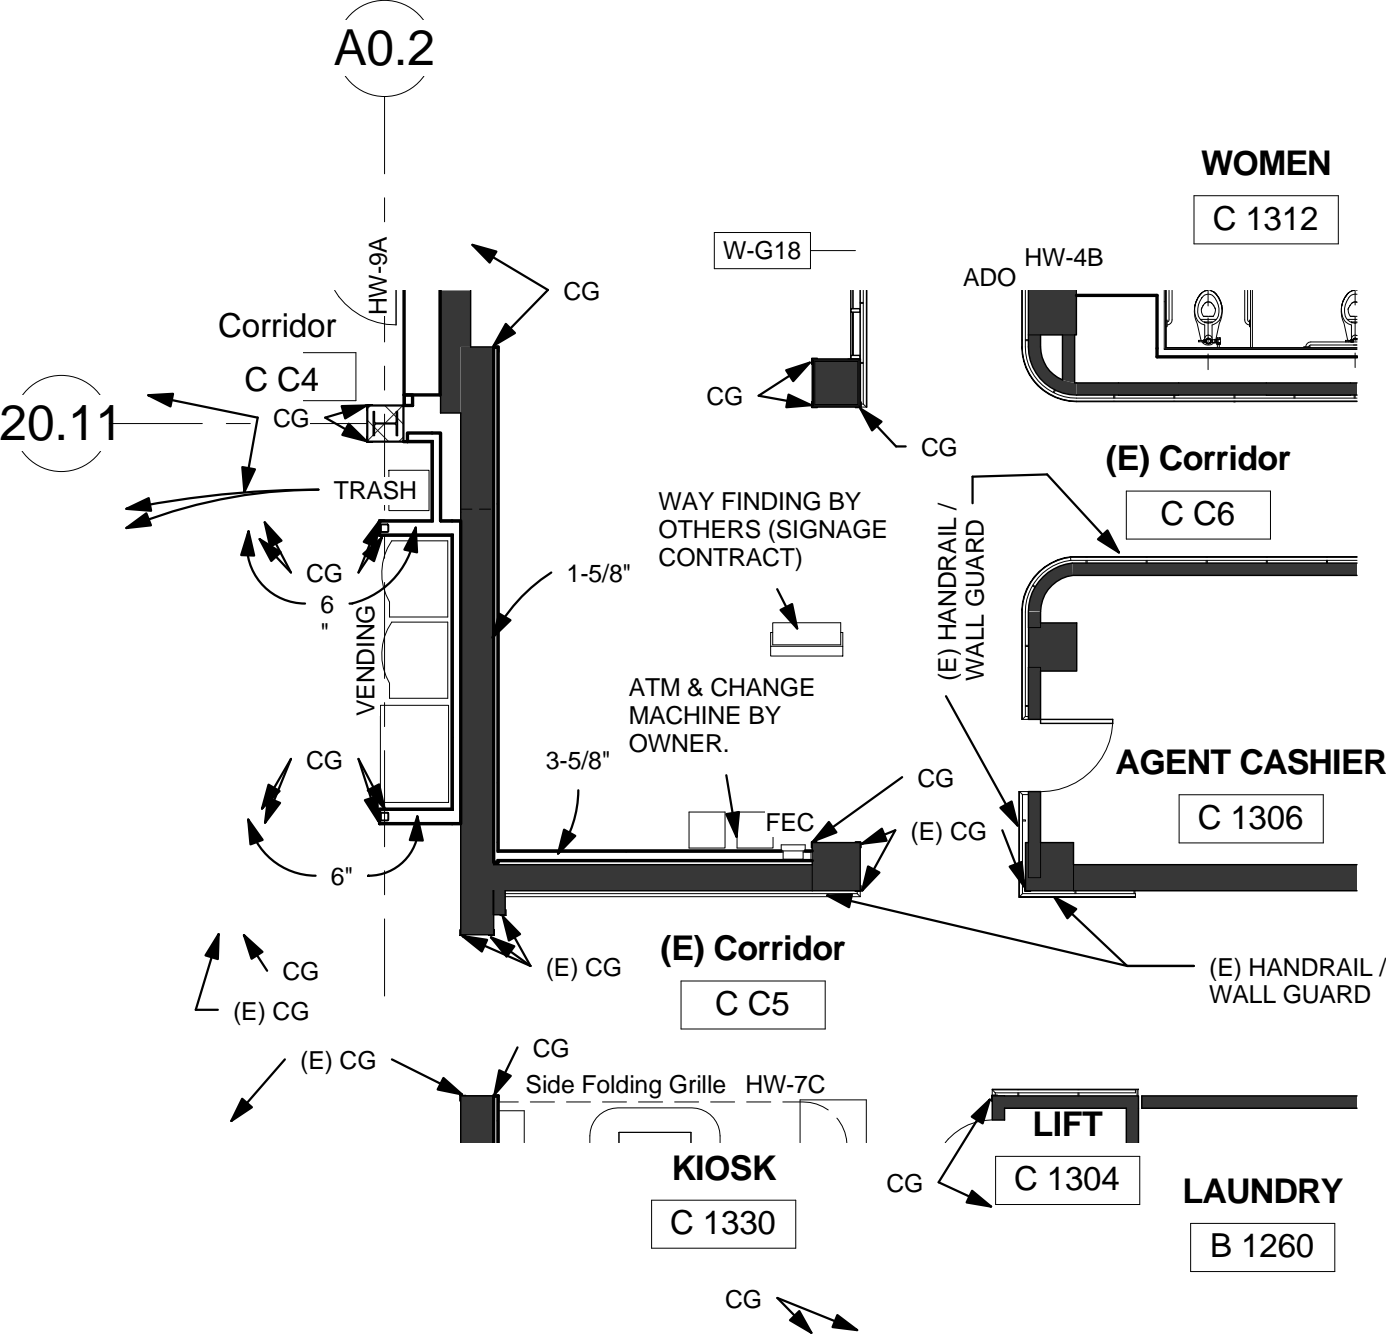 A0.2
WOMEN
C 1312
HW-9A
W-G18
HW-4B
ADO
CG
Corridor
C C4
CG
CG
20.11
CG
(E) Corridor
C C6
TRASH
WAY FINDING BY
OTHERS (SIGNAGE
CONTRACT)
(E) HANDRAIL /
WALL GUARD
CG
1-5/8"
6
"
VENDING
ATM & CHANGE
MACHINE BY
OWNER.
CG
3-5/8"
CG
AGENT CASHIER
C 1306
FEC
(E) CG
6"
(E) Corridor
C C5
(E) CG
CG
(E) HANDRAIL /
WALL GUARD
(E) CG
CG
(E) CG
Side Folding Grille
HW-7C
LIFT
C 1304
KIOSK
C 1330
CG
LAUNDRY
B 1260
CG